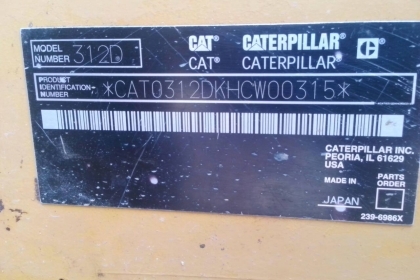 MODEL NUMBER 312D
CAT CATERPILLAR C
CAT® CATERPILLAR®
PRODUCT IDENTIFICATION NUMBER *CAT0312DKHCW00315*
CATERPILLAR INC.
PEORIA, IL 61629
USA
MADE IN PARTS ORDER
JAPAN
239-6986X